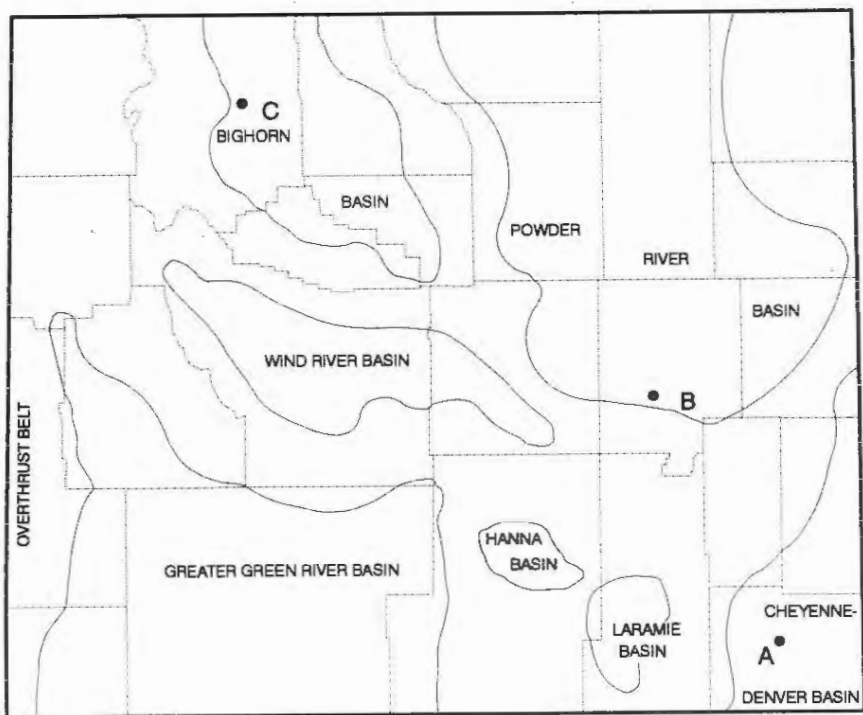 C
BIGHORN
BASIN
POWDER
RIVER
BASIN
WIND RIVER BASIN
B
OVERTHRUST BELT
HANNA
BASIN
GREATER GREEN RIVER BASIN
CHEYENNE-
LARAMIE
BASIN
A
DENVER BASIN